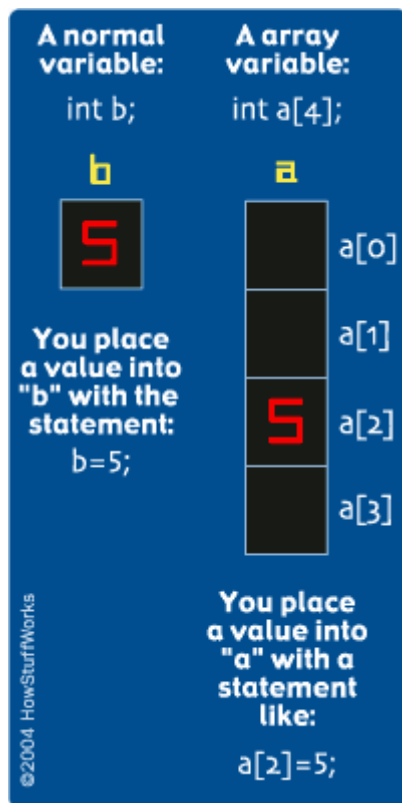 A normal
variable:
int b;
b
5
You place
a value into
"b" with the
statement:
b=5;
A array
variable:
int a[4];
a
a[0]
a[1]
5
a[2]
a[3]
You place
a value into
"a" with a
statement
like:
a[2]=5;
©2004 HowStuffWorks